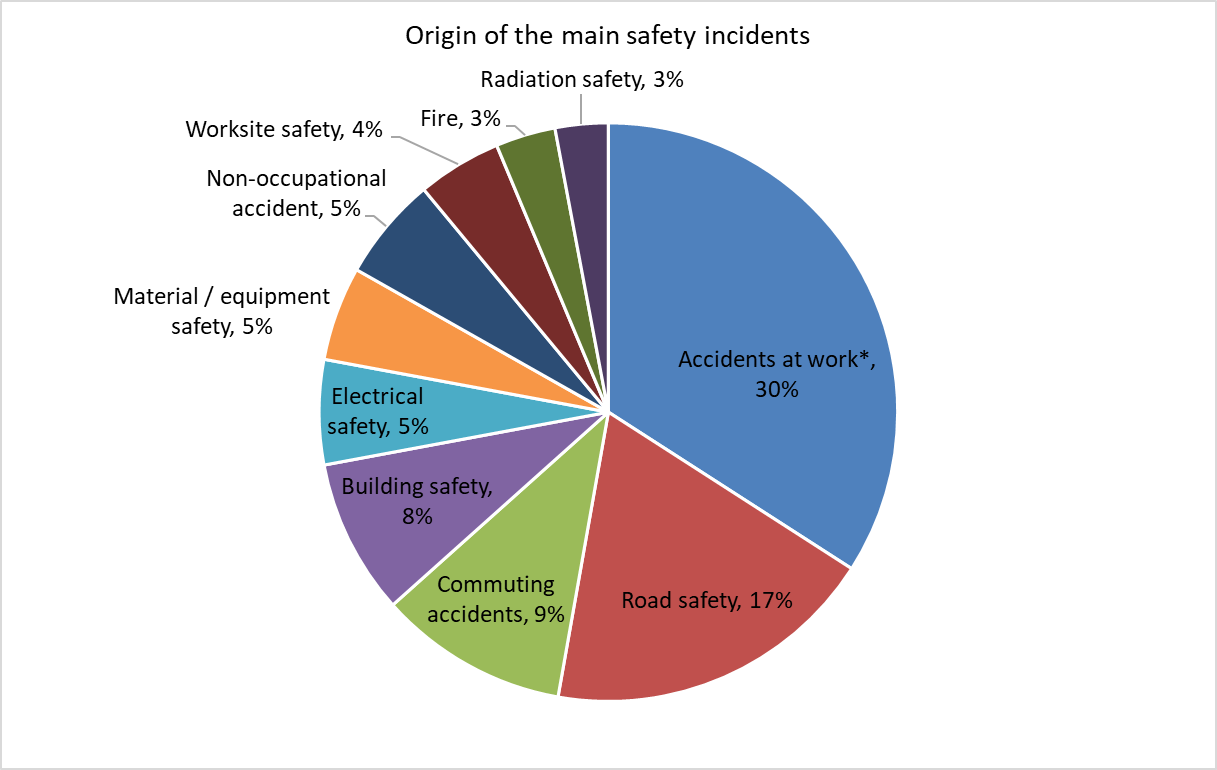 Origin of the main safety incidents
Radiation safety, 3%
Fire, 3%
Worksite safety, 4%
Non-occupational
accident, 5%
Material / equipment
safety, 5%
Electrical
safety, 5%
Building safety,
8%
Commuting
accidents, 9%
Road safety, 17%
Accidents at work*,
30%